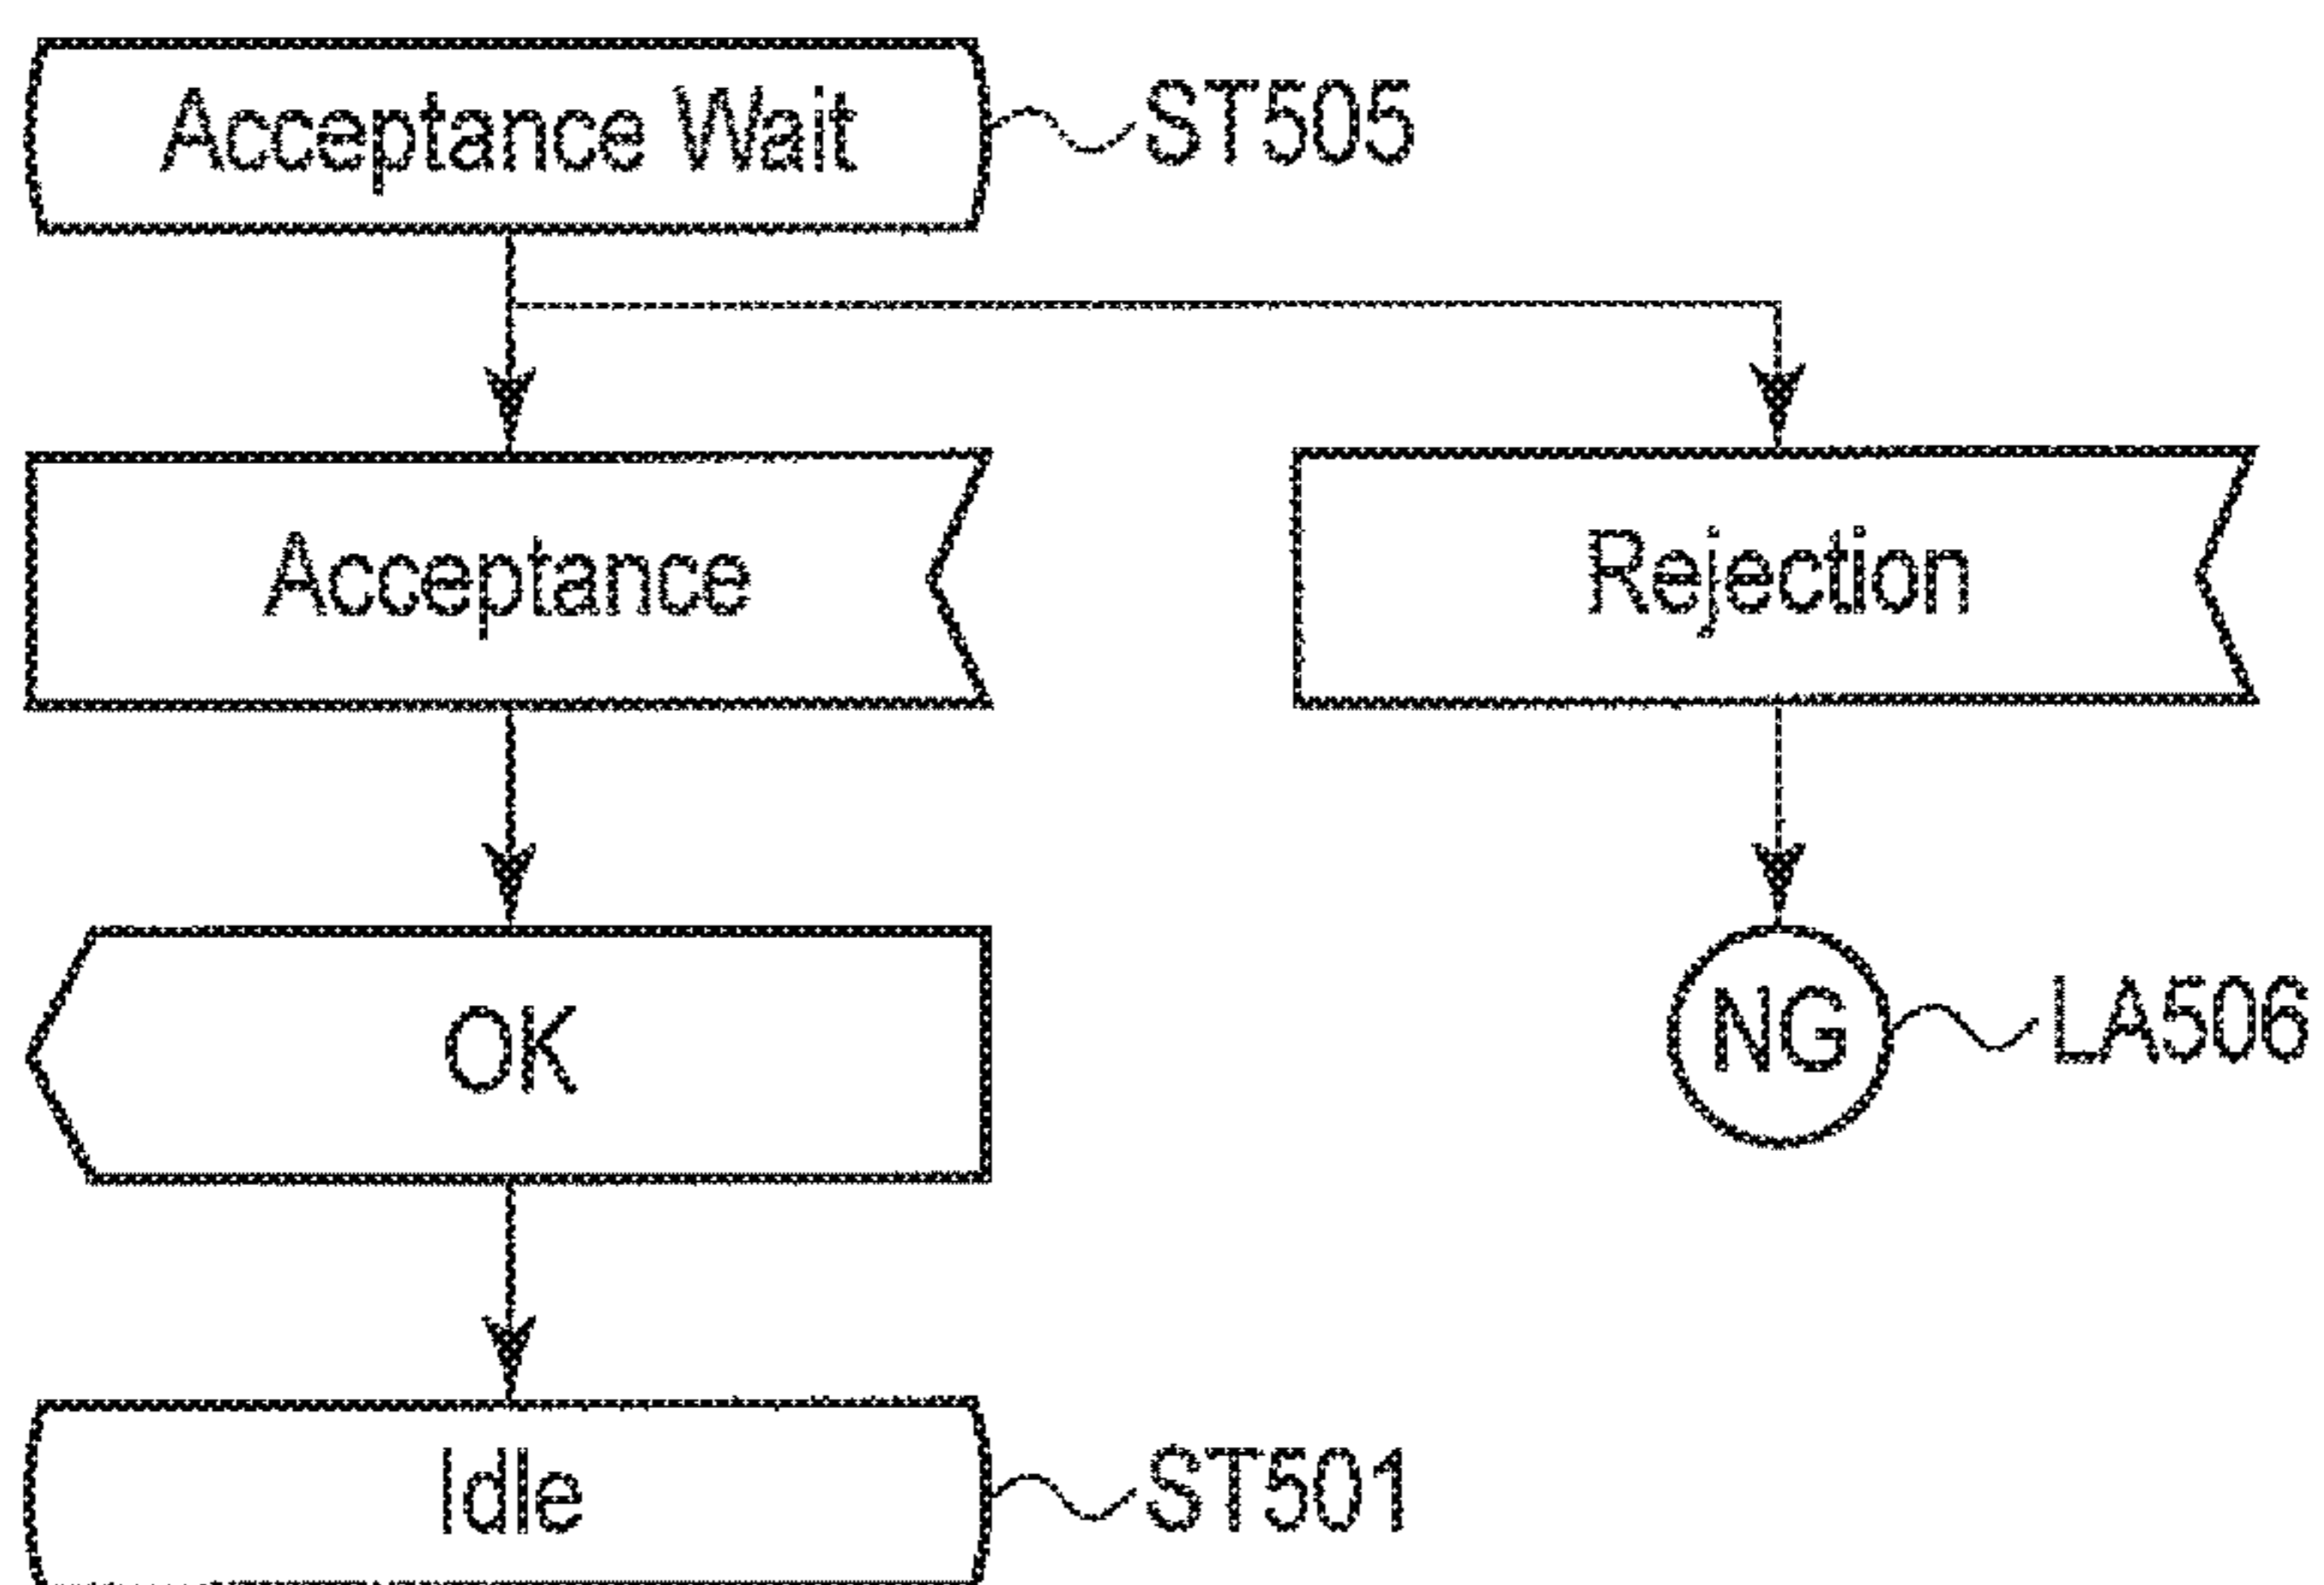 Acceptance Wait
ST505
Acceptance
Rejection
OK
NG
LA506
Idle
ST501